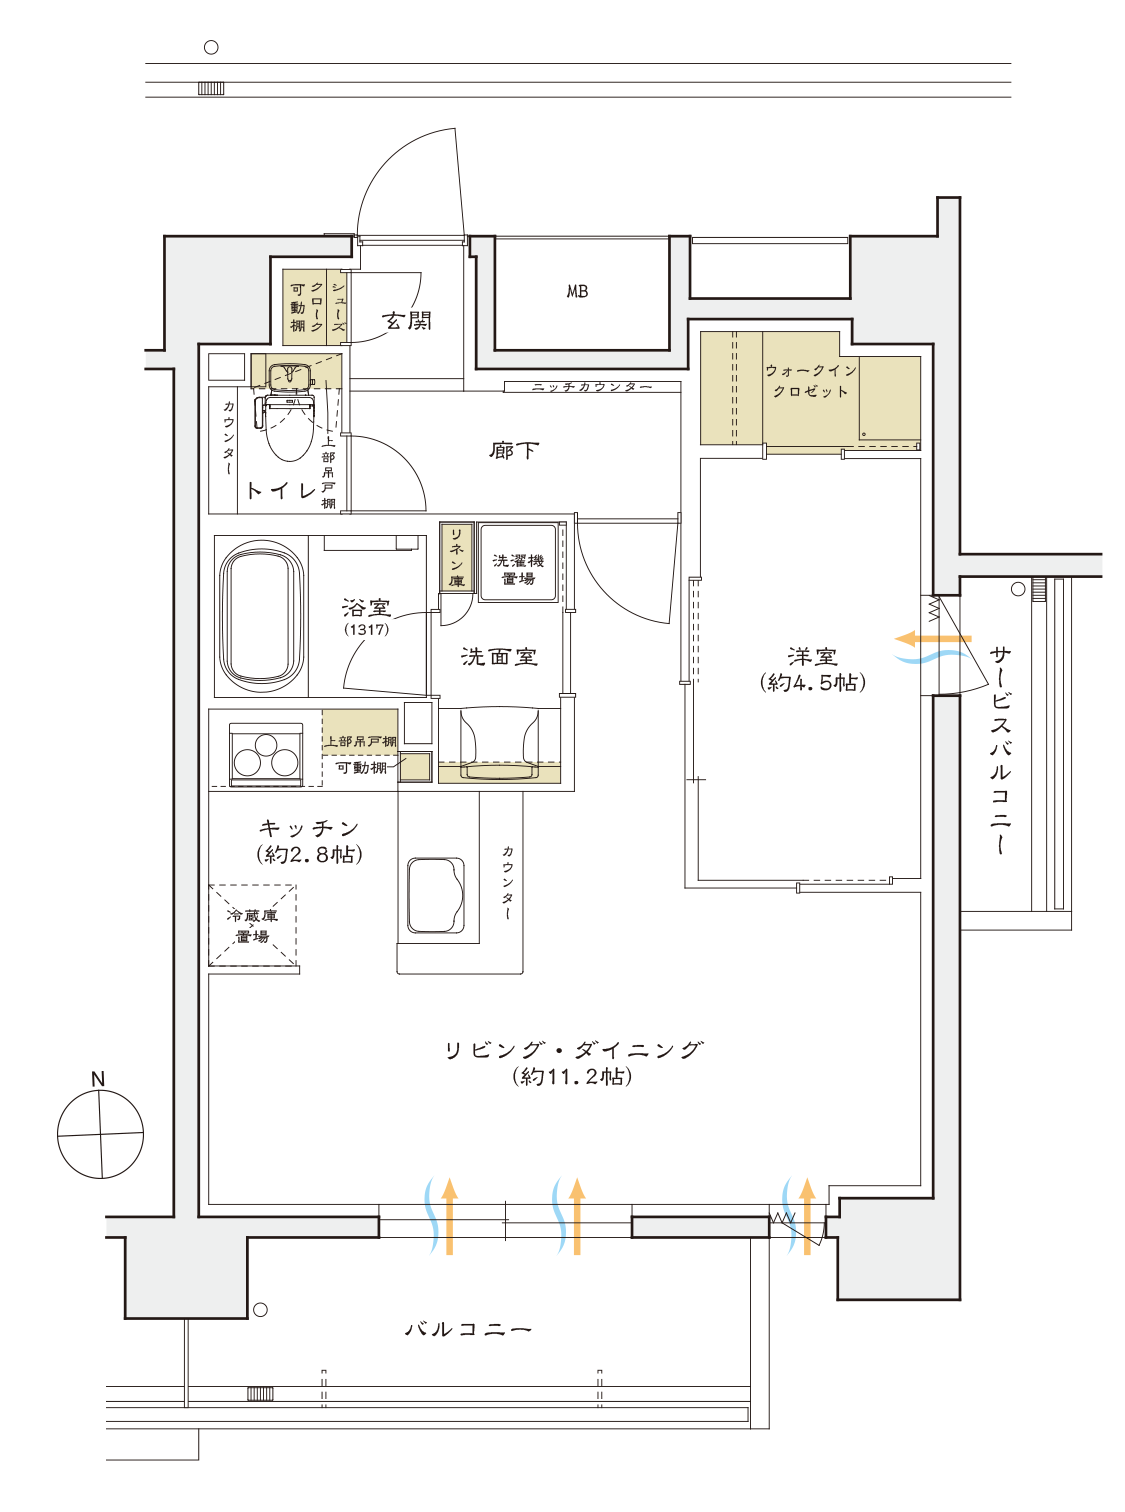 MB
シューズ
クローク
可動棚
玄関
ウォークイン
クロゼット
ニッチカウンター
カウンター
上部吊戸棚
トイレ
廊下
リネン庫
洗濯機
置場
浴室
(1317)
洗面室
洋室
(約4.5帖)
サービスバルコニー
上部吊戸棚
可動棚
キッチン
(約2.8帖)
カウンター
冷蔵庫
置場
リビング・ダイニング
(約11.2帖)
N
バルコニー